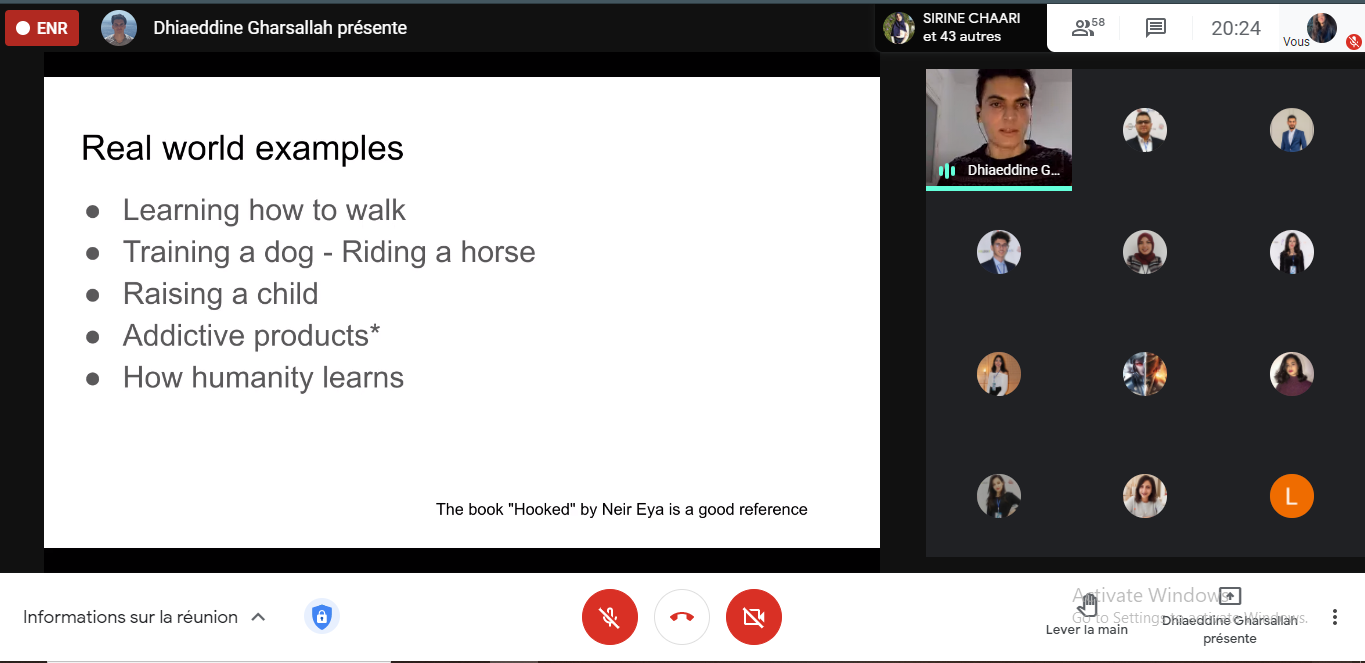 ENR
Dhiaeddine Gharsallah présente
SIRINE CHAARI
et 43 autres
58
20:24
Vous
Real world examples
● Learning how to walk
● Training a dog - Riding a horse
● Raising a child
● Addictive products*
● How humanity learns
The book "Hooked" by Neir Eya is a good reference
Dhiaeddine G...
L
Informations sur la réunion
Activate Windows
Go to Settings to activate Windows.
Lever la main
Dhiaeddine Gharsallah
présente